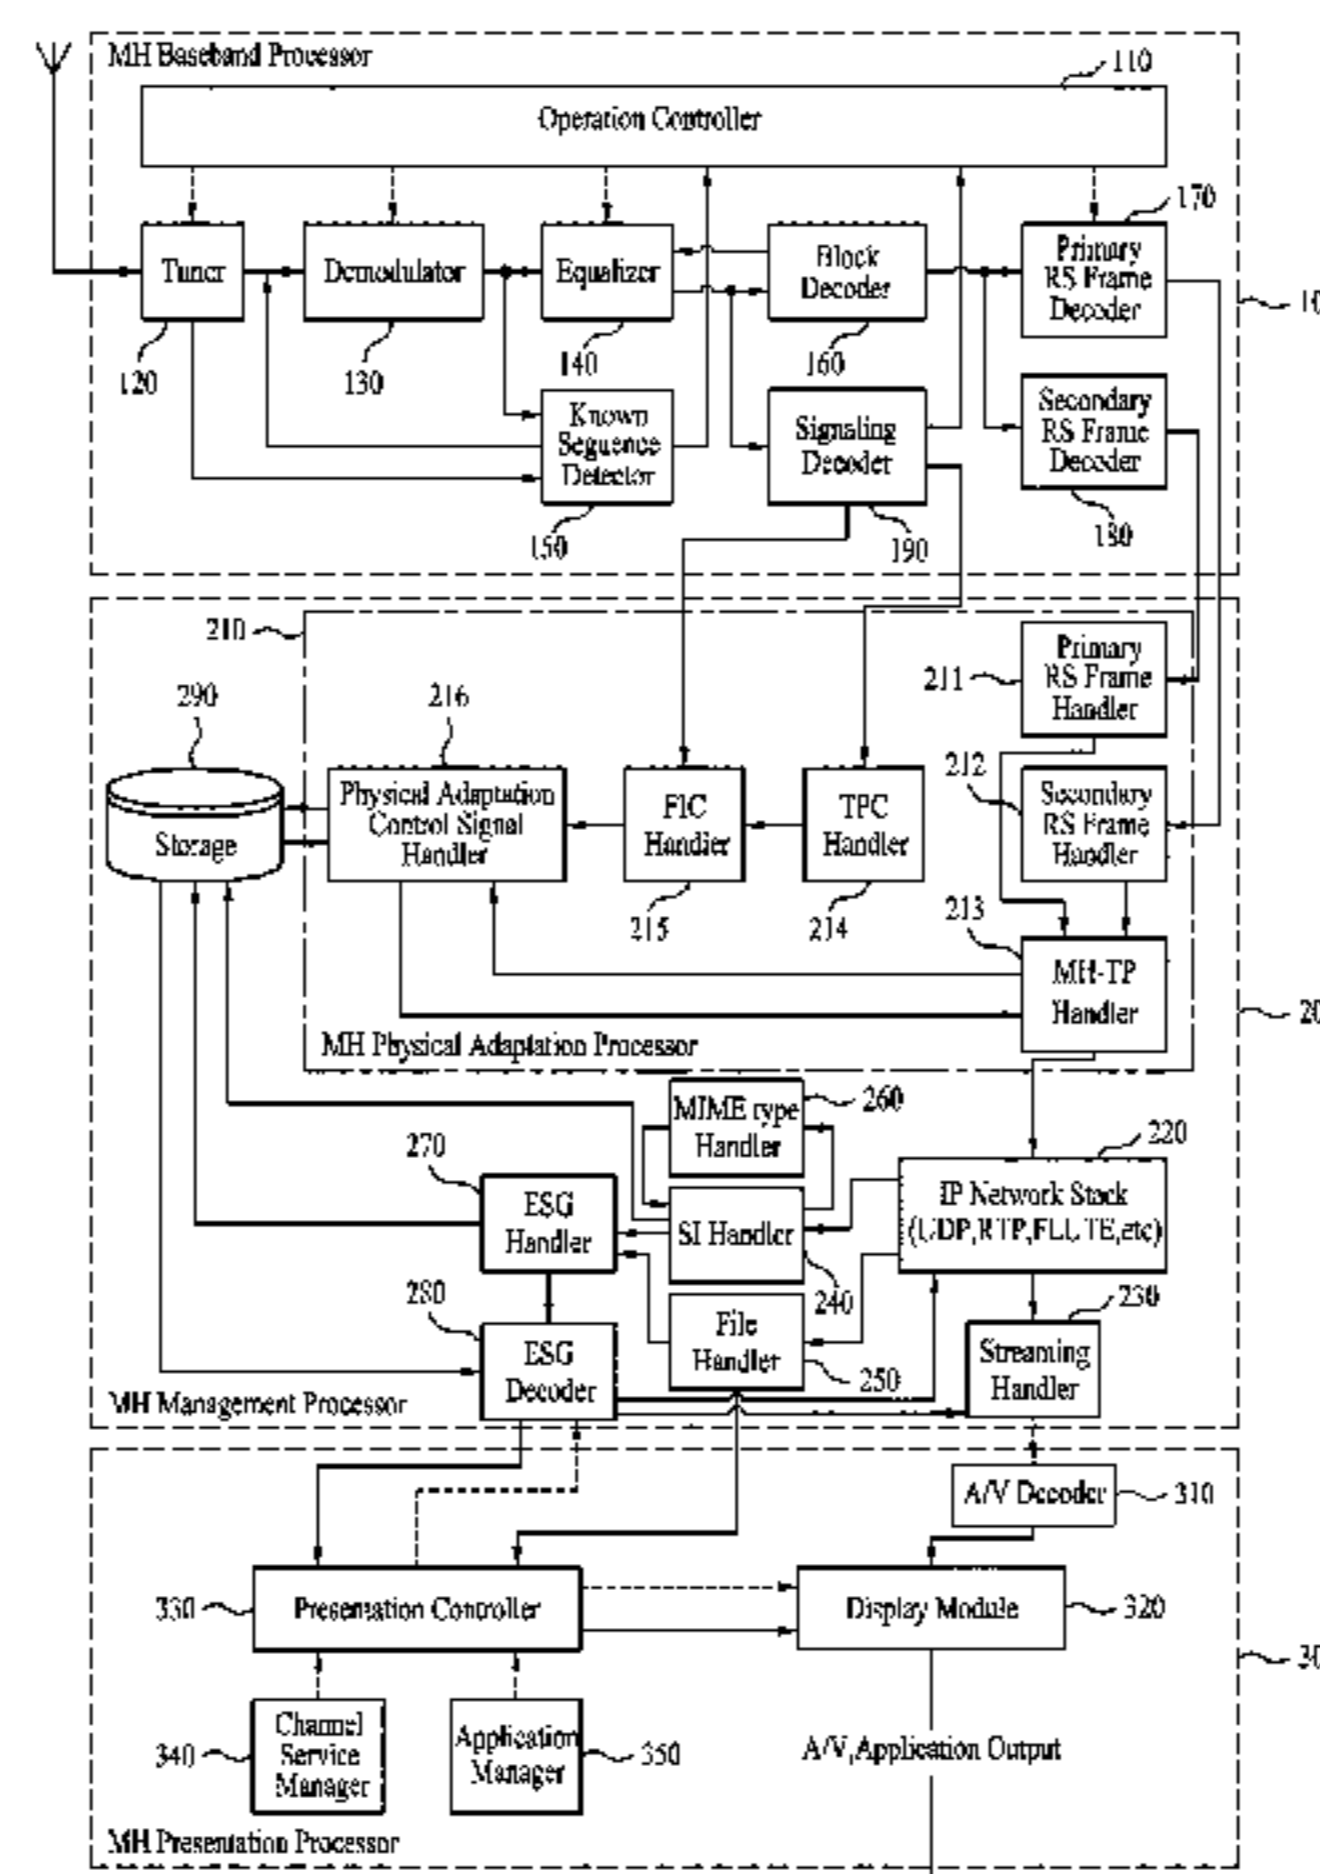 MH Baseband Processor
110
Operation Controller
170
Tuner
Demodulator
Equalizer
Block
Decoder
Primary
RS Frame
Decoder
10
120
130
140
160
Known
Seguence
Detector
Signaling
Decoder
Secondary
RS Frame
Decoder
150
190
180
210
Primary
RS Frame
Handler
211
290
216
212
Storage
Physical Adaptation
Control Signal
Handler
FIC
Handler
TPC
Handler
Secondary
RS Frame
Handler
215
214
213
MH-TP
Handler
20
MH Physical Adaptation Processor
MIME type
Handler
260
270
220
ESG
Handler
SI Handler
IP Network Stack
(UDP,RTP,FLUTE,etc)
280
240
230
ESG
Decoder
File
Handler
250
Streaming
Handler
MH Management Processor
A/V Decoder
310
330
Presentation Controller
Display Module
320
30
340
Channel
Service
Manager
Application
Manager
350
A/V,Application Output
MH Presentation Processor